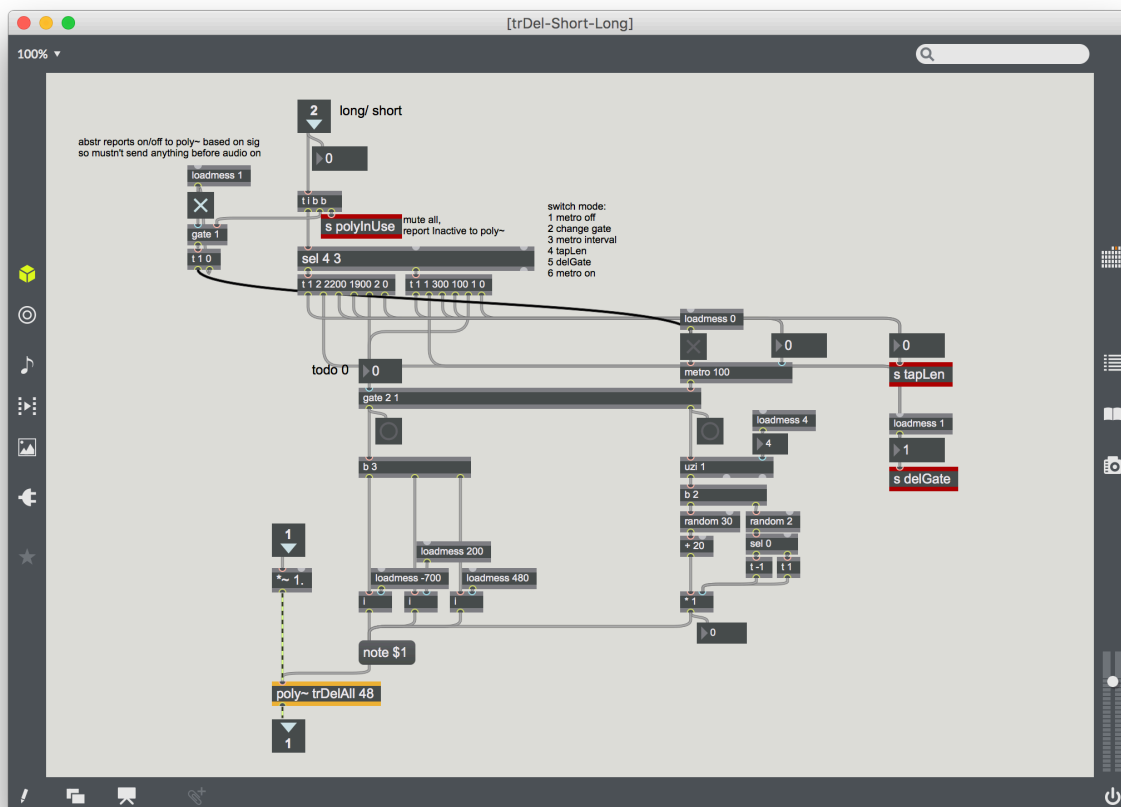 [trDel-Short-Long]
100%
2
long/ short
abstr reports on/off to poly~ based on sig
so mustn't send anything before audio on
0
loadmess 1
t i b b
s polyInUse
mute all,
report Inactive to poly~
switch mode:
1 metro off
2 change gate
3 metro interval
4 tapLen
5 delGate
6 metro on
gate 1
t 1 0
sel 4 3
t 1 2 2200 1900 2 0
t 1 1 300 100 1 0
loadmess 0
0
0
todo 0
0
metro 100
s tapLen
gate 2 1
loadmess 4
loadmess 1
4
1
b 3
uzi 1
s delGate
b 2
random 30
random 2
1
+ 20
sel 0
loadmess 200
t -1
t 1
*~ 1.
loadmess -700
loadmess 480
i
i
i
* 1
0
note $1
poly~ trDelAll 48
1